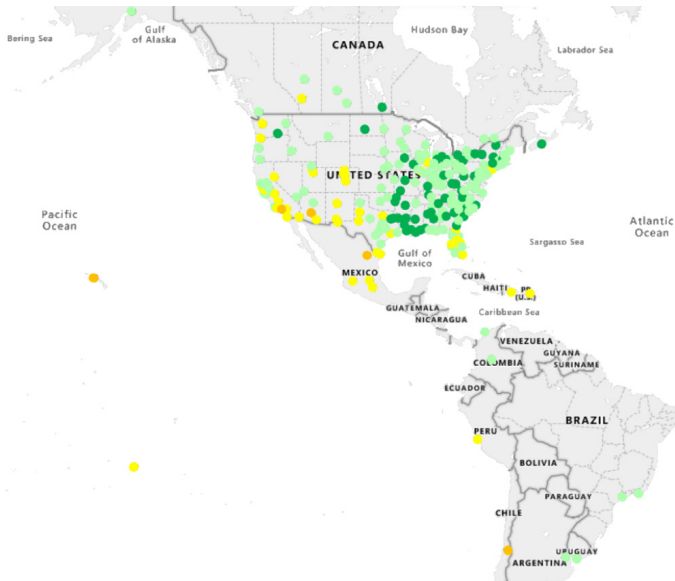 Bering Sea
Gulf
of Alaska
Hudson Bay
CANADA
Labrador Sea
UNITED STATES
Pacific
Ocean
Atlantic
Ocean
Sargasso Sea
Gulf of
Mexico
MEXICO
CUBA
HAITI
PR
(U.S.)
GUATEMALA
NICARAGUA
Caribbean Sea
VENEZUELA
GUYANA
SURINAME
COLOMBIA
ECUADOR
BRAZIL
PERU
BOLIVIA
PARAGUAY
CHILE
URUGUAY
ARGENTINA